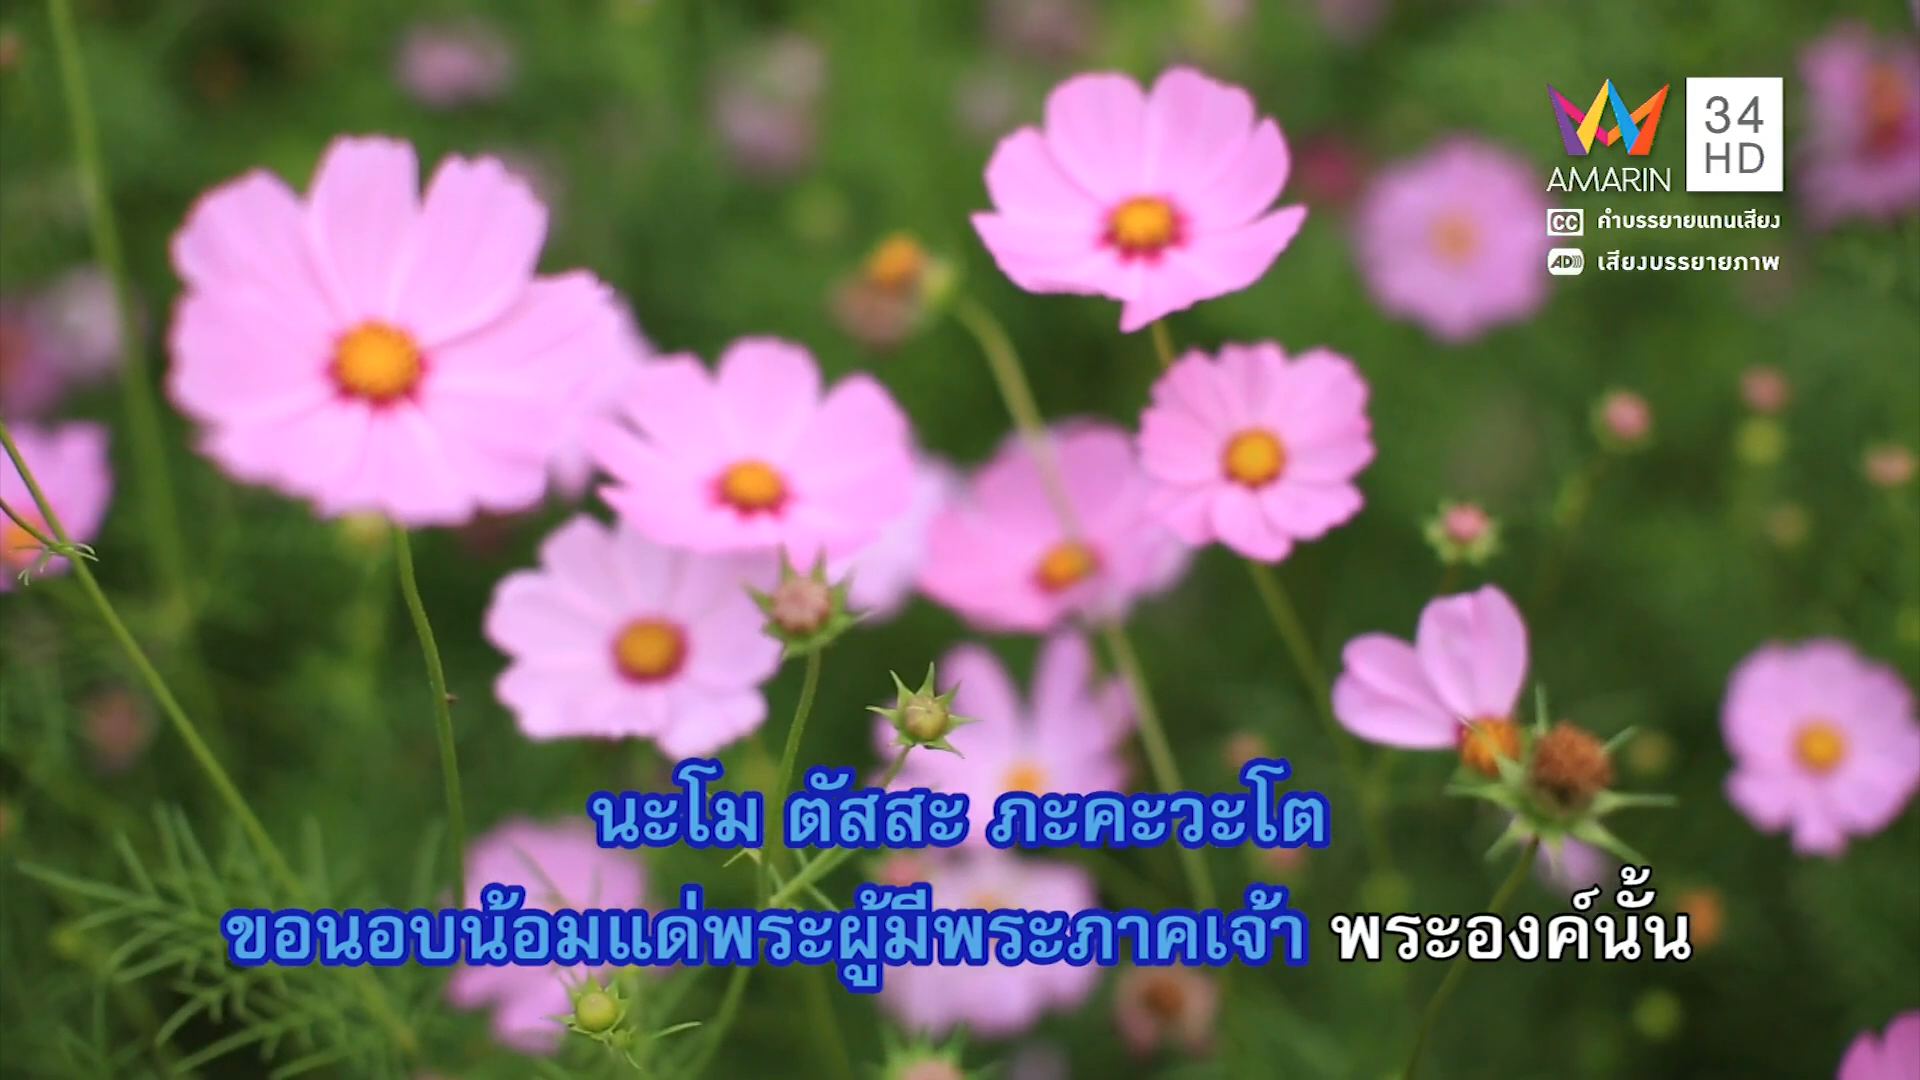 AMARIN
34
HD
CC คำบรรยายแทนเสียง
AD เสียงบรรยายภาพ
นะโม ตัสสะ ภะคะวะโต
ขอนอบน้อมแด่พระผู้มีพระภาคเจ้า พระองค์นั้น